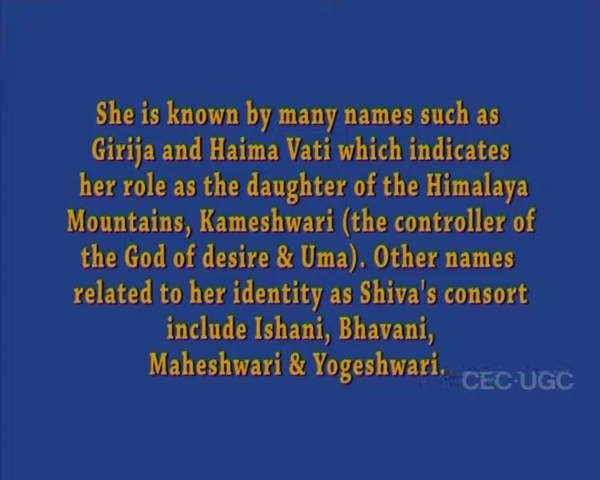 She is known by many names such as
Girija and Haima Vati which indicates
her role as the daughter of the Himalaya
Mountains, Kameshwari (the controller of
the God of desire & Uma). Other names
related to her identity as Shiva's consort
include Ishani, Bhavani,
Maheshwari & Yogeshwari.
CEC-UGC